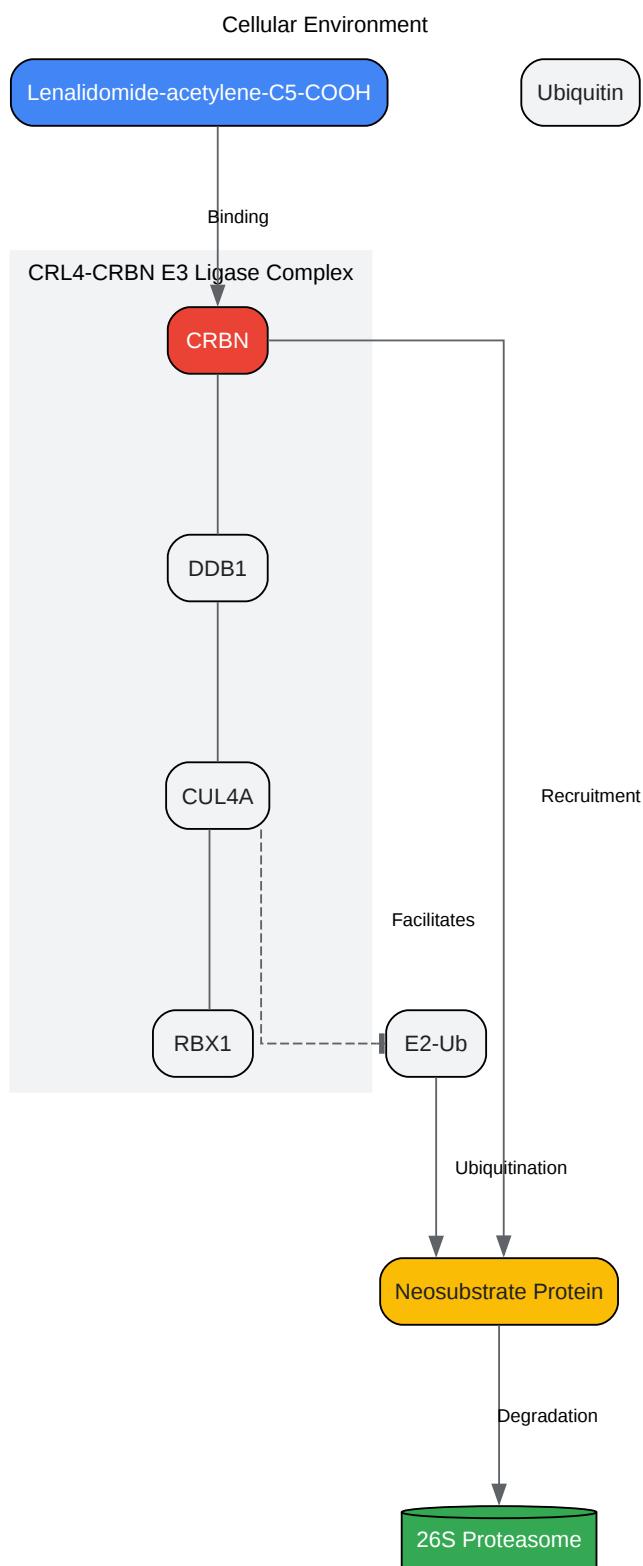 Cellular Environment
Lenalidomide-acetylene-C5-COOH
Ubiquitin
Binding
CRL4-CRBN E3 Ligase Complex
CRBN
DDB1
CUL4A
Recruitment
Facilitates
RBX1
E2-Ub
Ubiquitination
Neosubstrate Protein
Degradation
26S Proteasome